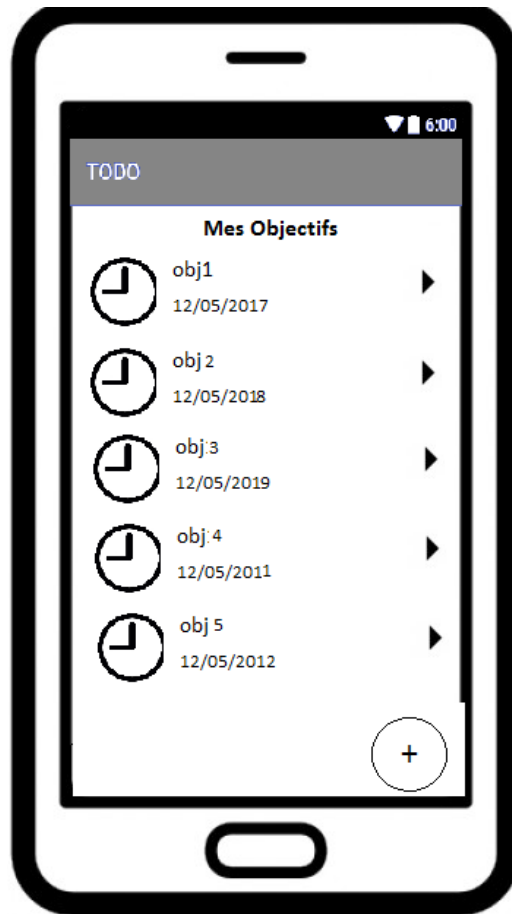 6:00
TODO
Mes Objectifs
obj1
12/05/2017
obj 2
12/05/2018
obj:3
12/05/2019
obj:4
12/05/2011
obj 5
12/05/2012
+